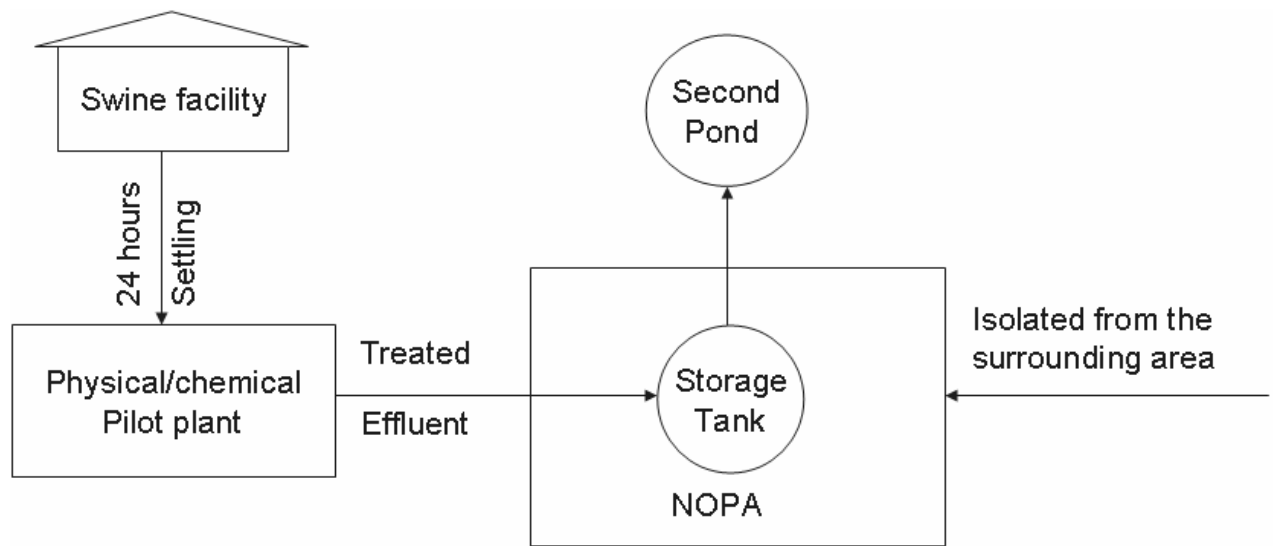 Swine facility
24 hours
Settling
Physical/chemical
Pilot plant
Treated
Effluent
Second
Pond
Storage
Tank
NOPA
Isolated from the
surrounding area